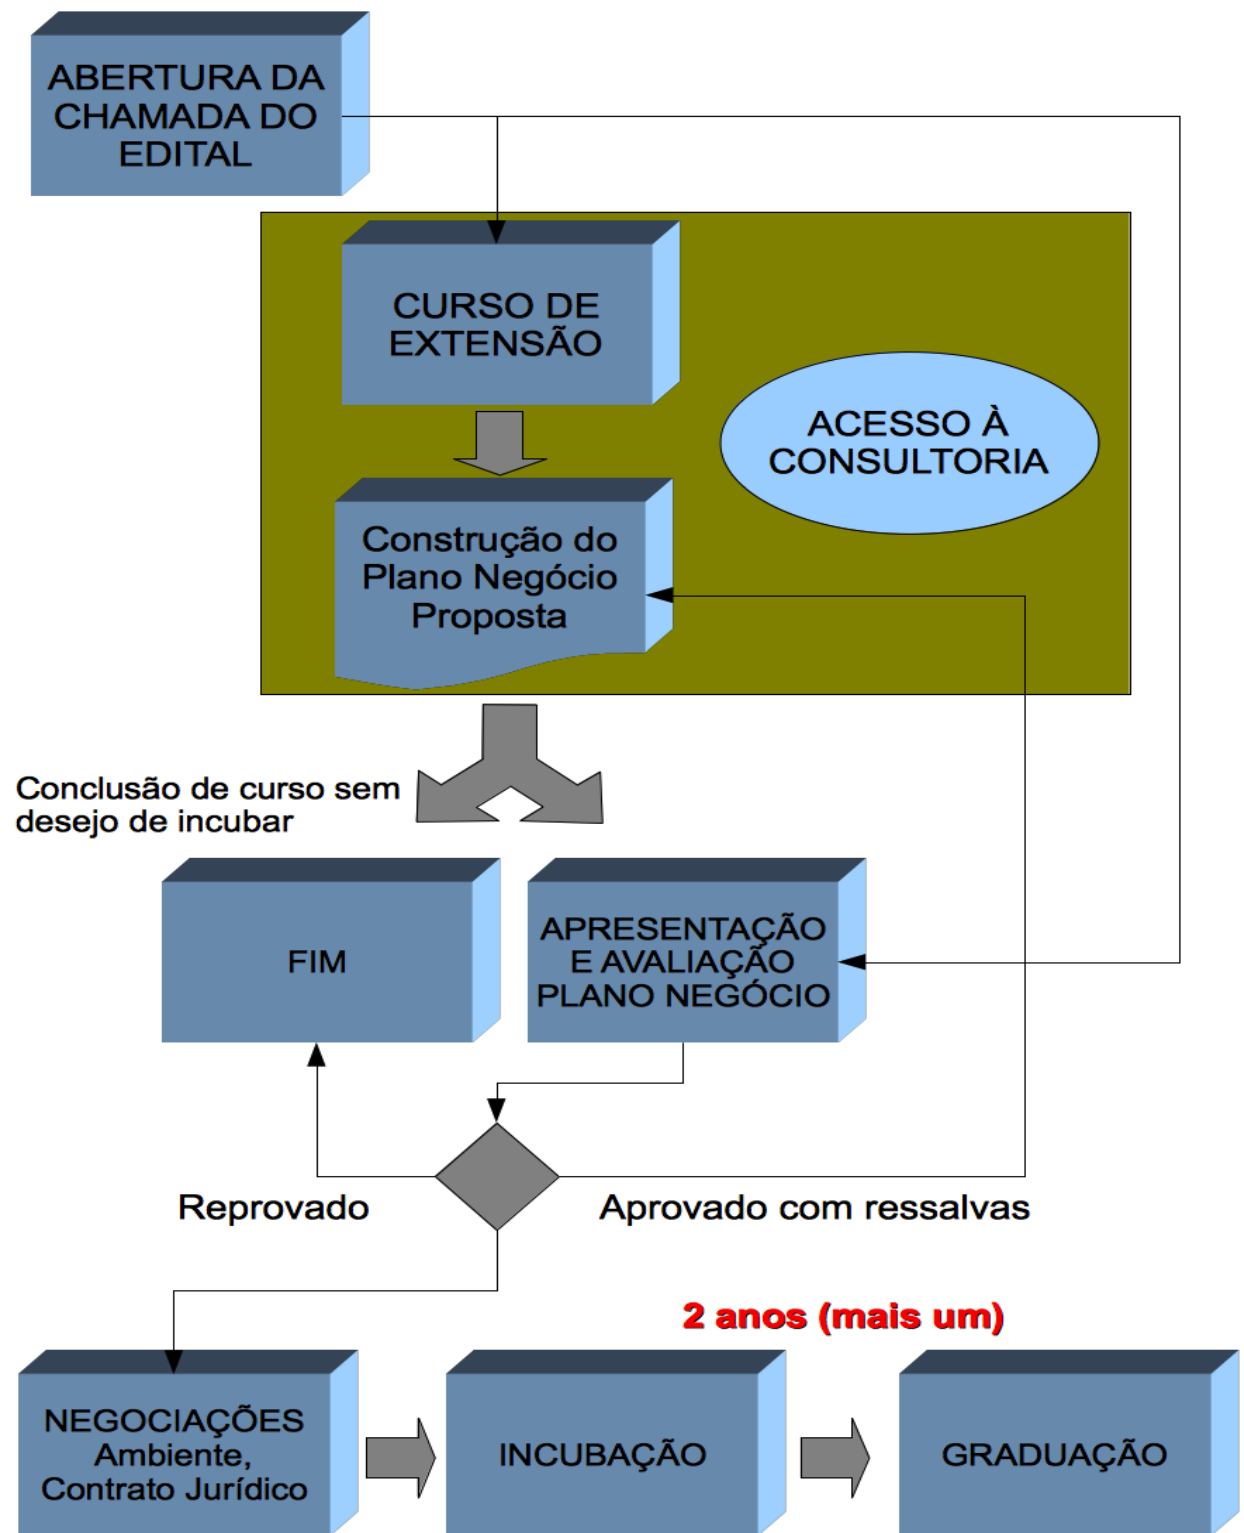 ABERTURA DA
CHAMADA DO
EDITAL
CURSO DE
EXTENSÃO
ACESSO À
CONSULTORIA
Construção do
Plano Negócio
Proposta
Conclusão de curso sem
desejo de incubar
FIM
APRESENTAÇÃO
E AVALIAÇÃO
PLANO NEGÓCIO
Reprovado
Aprovado com ressalvas
2 anos (mais um)
NEGOCIAÇÕES
Ambiente,
Contrato Jurídico
INCUBAÇÃO
GRADUAÇÃO